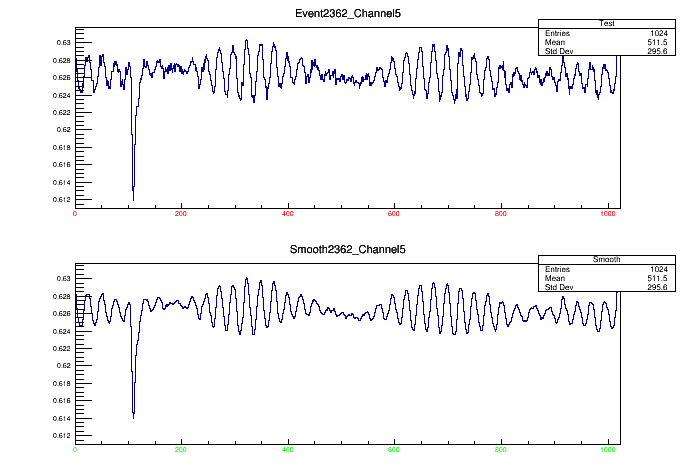 Event2362_Channel5
Test
Entries 1024
Mean 511.5
Std Dev 295.6
0.63
0.628
0.626
0.624
0.622
0.62
0.618
0.616
0.614
0.612
0 200 400 600 800 1000
Smooth2362_Channel5
Smooth
Entries 1024
Mean 511.5
Std Dev 295.6
0.63
0.628
0.626
0.624
0.622
0.62
0.618
0.616
0.614
0.612
0 200 400 600 800 1000